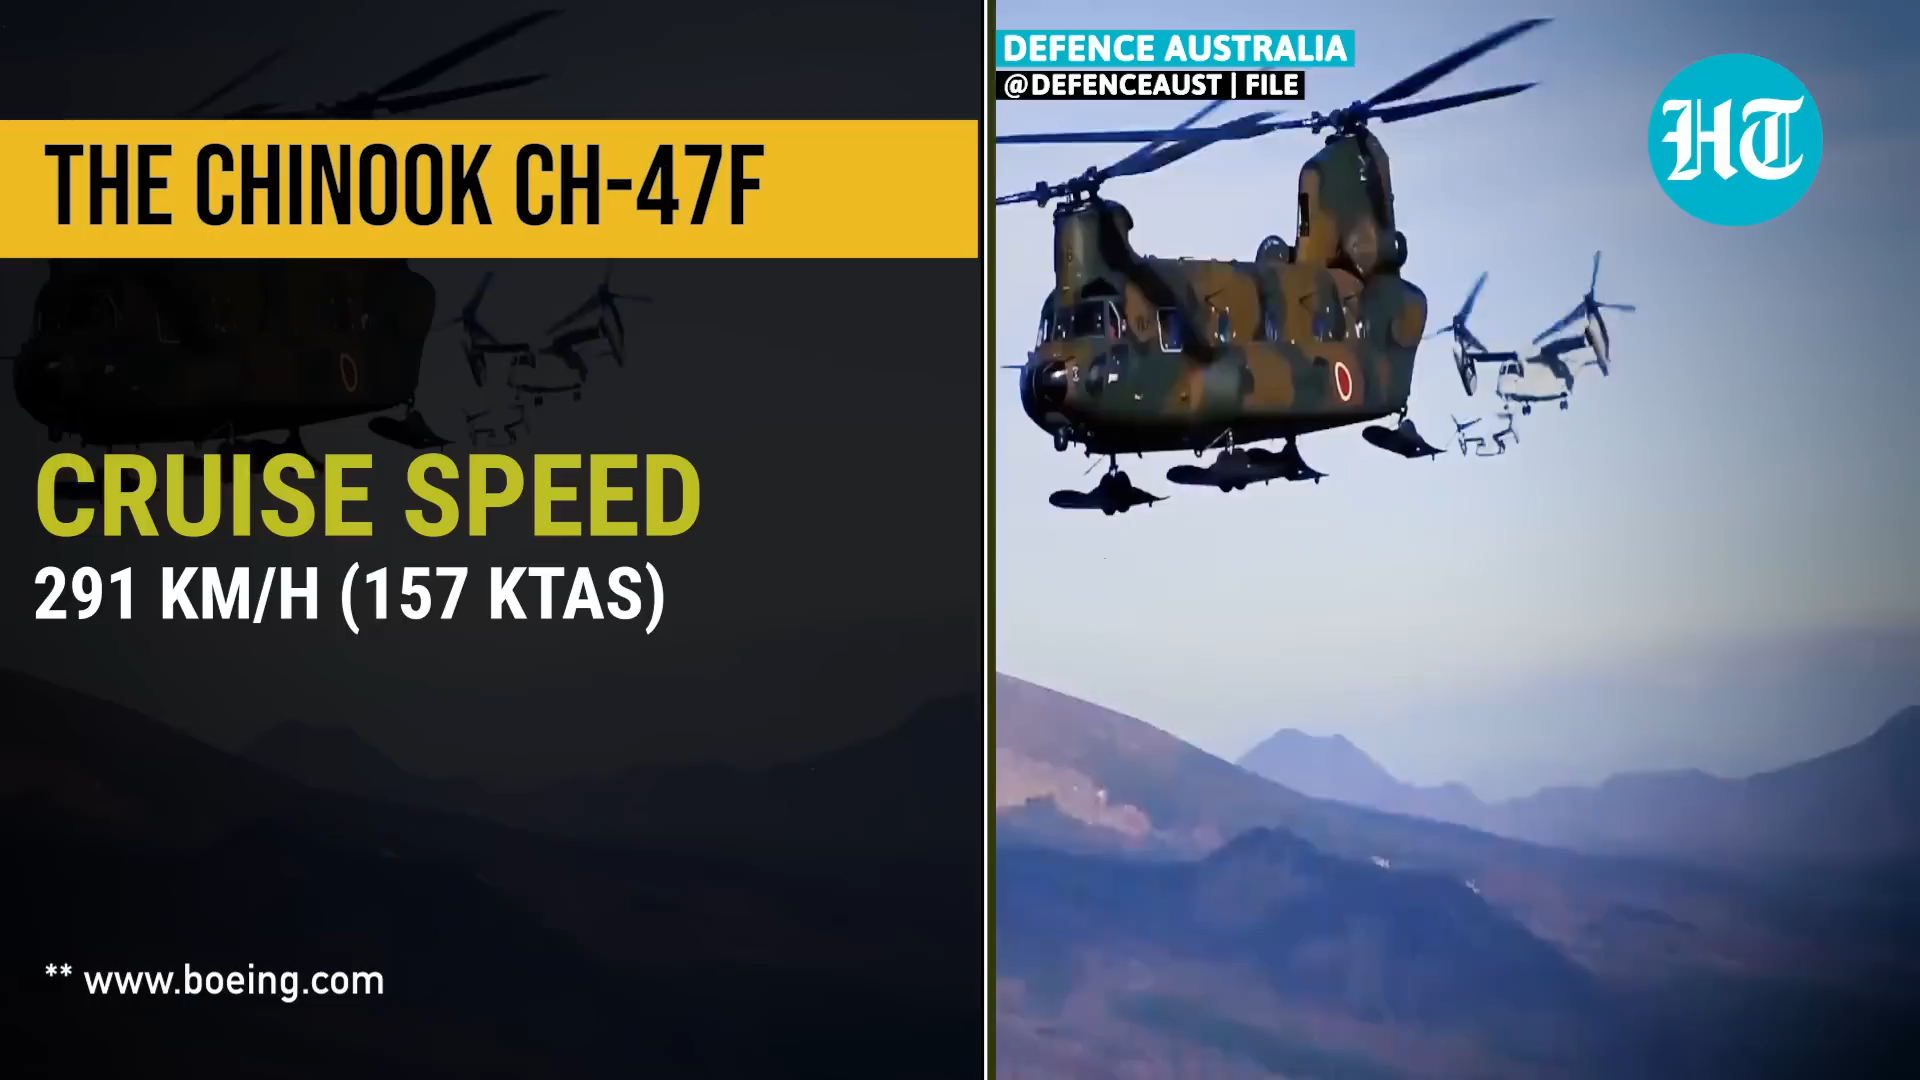 THE CHINOOK CH-47F
CRUISE SPEED
291 KM/H (157 KTAS)
** www.boeing.com
DEFENCE AUSTRALIA
@DEFENCEAUST | FILE
HT